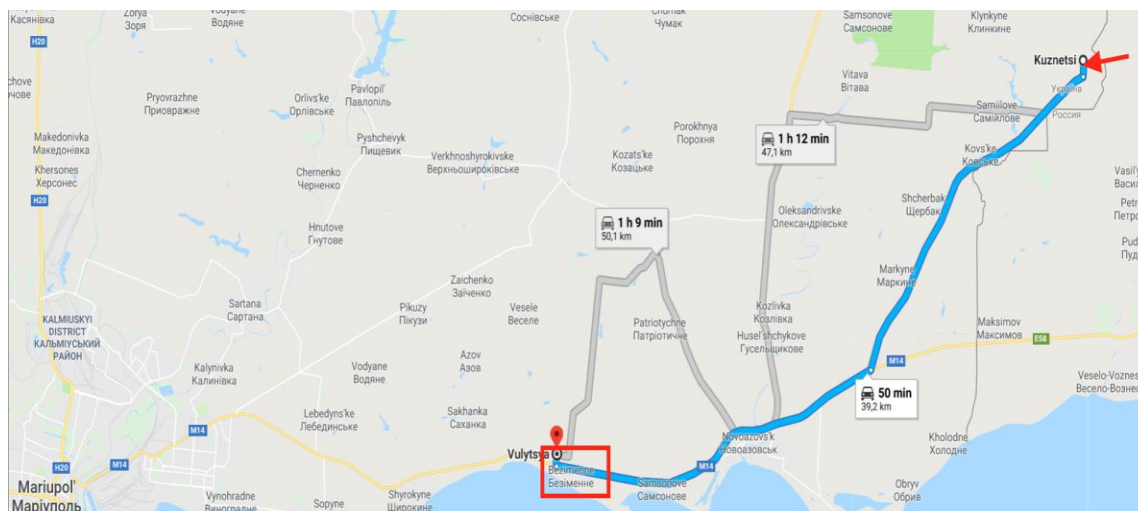 Касянівка
Vodyane
Водяне
Zorya
Зоря
H20
Соснівське
Чумак
Samsonove
Самсонове
Klynkyne
Клинкине
Kuznetsi
Україна
Россия
Pavlopil'
Павлопіль
Vitava
Вітава
Pryovrazhne
Приовражне
Orlivs'ke
Орлівське
Samiilove
Самійлове
1 h 12 min
47,1 km
Makedonivka
Македонівка
Pyshchevyk
Пищевик
Porokhnya
Порохня
Verkhnoshyrokivske
Верхньошироківське
Kozats'ke
Козацьке
Kovs'ke
Ковське
Khersones
Херсонес
Chernenko
Черненко
H20
Shcherbak
Щербак
Oleksandrivske
Олександрівське
1 h 9 min
50,1 km
Hnutove
Гнутове
Markyne
Маркине
Zaichenko
Заїченко
Sartana
Сартана
Pikuzy
Пікузи
Vesele
Веселе
Kozlivka
Козлівка
KALMIUSKYI
DISTRICT
КАЛЬМІУСЬКИЙ
РАЙОН
Patriotychne
Патріотичне
Husel'shchykove
Гусельщикове
Maksimov
Максимов
E58
Azov
Азов
M14
Kalynivka
Калинівка
Vodyane
Водяне
Veselo-Voznes
Весело-Вознес
50 min
39,2 km
Lebedyns'ke
Лебединське
Sakhanka
Саханка
M14
Novoazovs'k
Новоазовськ
Kholodne
Холодне
Vulytsya
H20
M14
Bezimenne
Безіменне
M14
Mariupol'
Маріуполь
Vynohradne
Виноградне
Sopyne
Shyrokyne
Широкине
Samsonove
Самсонове
Obryv
Обрив